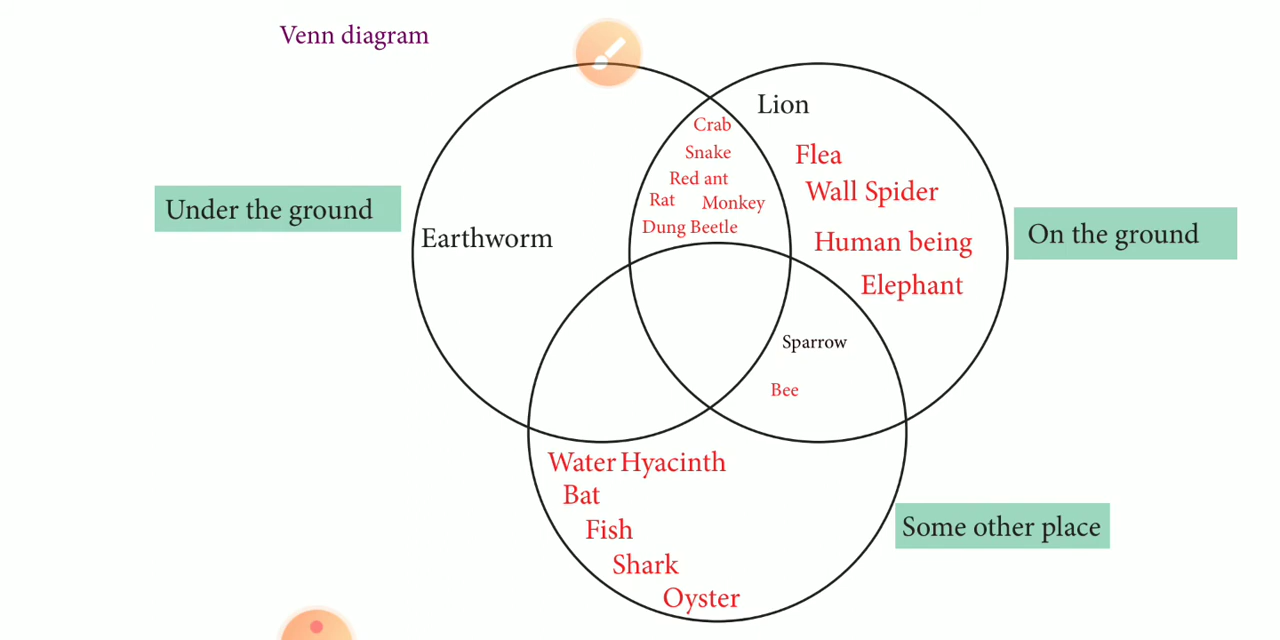 Venn diagram
Lion
Crab
Snake
Flea
Red ant
Wall Spider
Rat Monkey
Dung Beetle
Under the ground
Earthworm
Human being
On the ground
Elephant
Sparrow
Bee
Water Hyacinth
Bat
Fish
Some other place
Shark
Oyster